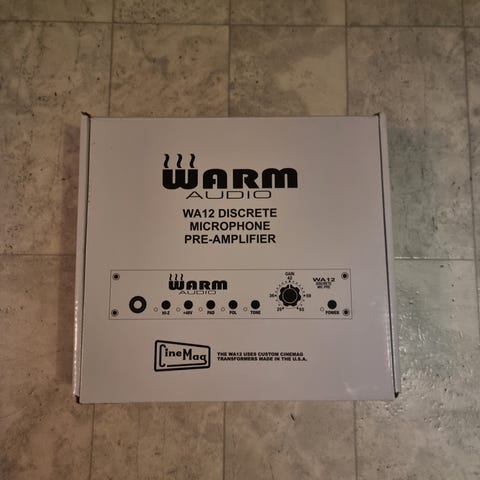 WARM
AUDIO
WA12 DISCRETE
MICROPHONE
PRE-AMPLIFIER
WARM
AUDIO
HI-Z
+48V
PAD
POL
TONE
GAIN
WA12
DISCRETE
MIC PRE
POWER
CineMag
THE WA12 USES CUSTOM CINEMAG
TRANSFORMERS MADE IN THE U.S.A.